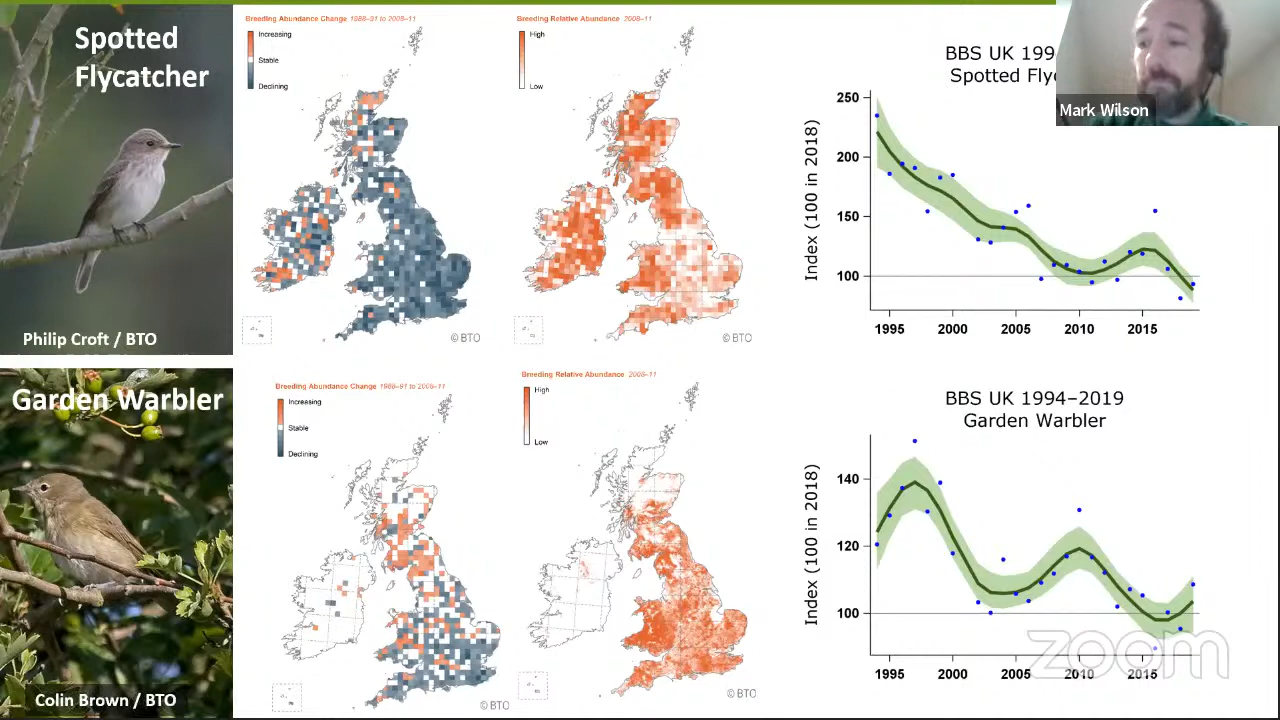 Spotted
Flycatcher
Philip Croft / BTO
Breeding Abundance Change 1988–91 to 2008–11
Increasing
Stable
Declining
© BTO
Breeding Relative Abundance 2008–11
High
Low
© BTO
BBS UK 199
Spotted Fly
Mark Wilson
Index (100 in 2018)
250
200
150
100
1995
2000
2005
2010
2015
Garden Warbler
Colin Brown / BTO
Breeding Abundance Change 1988–91 to 2008–11
Increasing
Stable
Declining
© BTO
Breeding Relative Abundance 2008–11
High
Low
© BTO
BBS UK 1994–2019
Garden Warbler
Index (100 in 2018)
140
120
100
1995
2000
2005
2010
2015
zoom